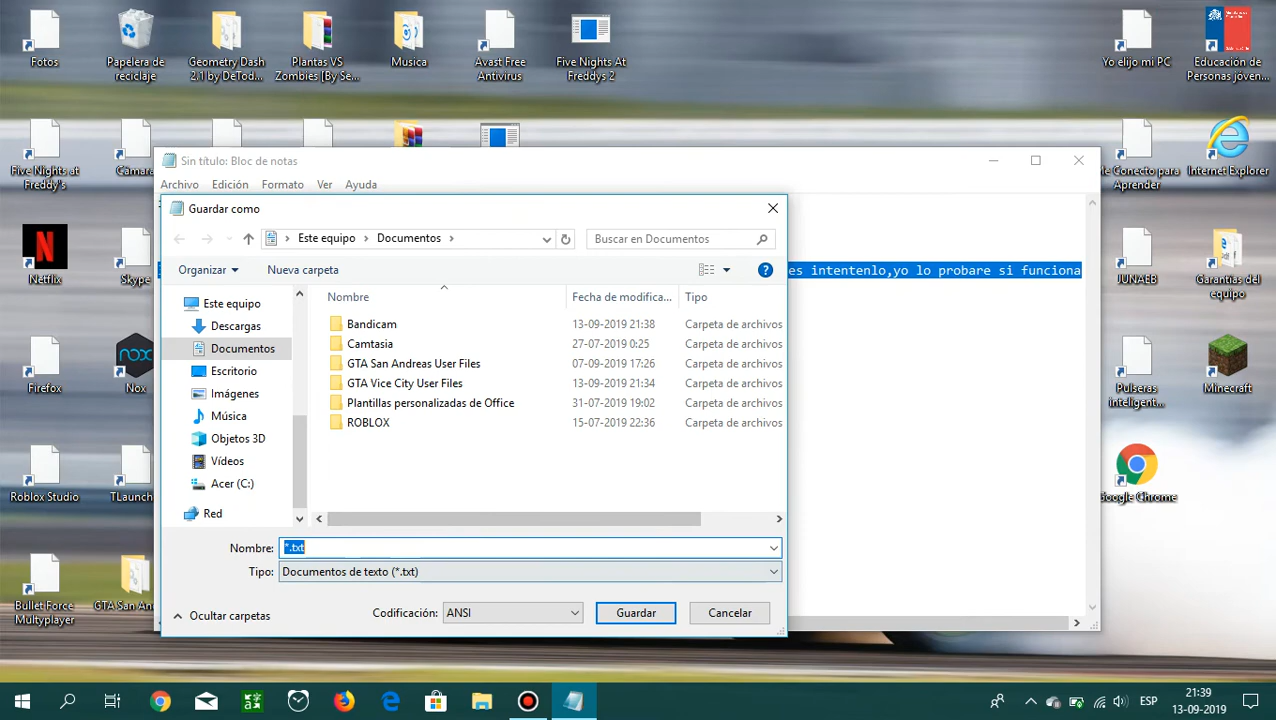 Fotos
Papelera de
reciclaje
Geometry Dash
2.1 by DeTod...
Plantas VS
Zombies [By Se...
Musica
Avast Free
Antivirus
Five Nights At
Freddys 2
Yo elijo mi PC
Educación de
Personas jóven...
Five Nights at
Freddy's
Cámara
Me Conecto para
Aprender
Internet Explorer
Netflix
Skype
JUNAEB
Garantias del
equipo
Firefox
nox
Nox
Pulseras
inteligent...
Minecraft
Roblox Studio
TLaunch
Google Chrome
Bullet Force
Multyplayer
GTA San An
Sin título: Bloc de notas
Archivo Edición Formato Ver Ayuda
es intentenlo,yo lo probare si funciona
Guardar como
Este equipo > Documentos >
Buscar en Documentos
Organizar Nueva carpeta
Este equipo
Descargas
Documentos
Escritorio
Imágenes
Música
Objetos 3D
Vídeos
Acer (C:)
Red
Nombre Fecha de modifica... Tipo
Bandicam 13-09-2019 21:38 Carpeta de archivos
Camtasia 27-07-2019 0:25 Carpeta de archivos
GTA San Andreas User Files 07-09-2019 17:26 Carpeta de archivos
GTA Vice City User Files 13-09-2019 21:34 Carpeta de archivos
Plantillas personalizadas de Office 31-07-2019 19:02 Carpeta de archivos
ROBLOX 15-07-2019 22:36 Carpeta de archivos
Nombre: *.txt
Tipo: Documentos de texto (*.txt)
Ocultar carpetas
Codificación: ANSI Guardar Cancelar
ESP
21:39
13-09-2019